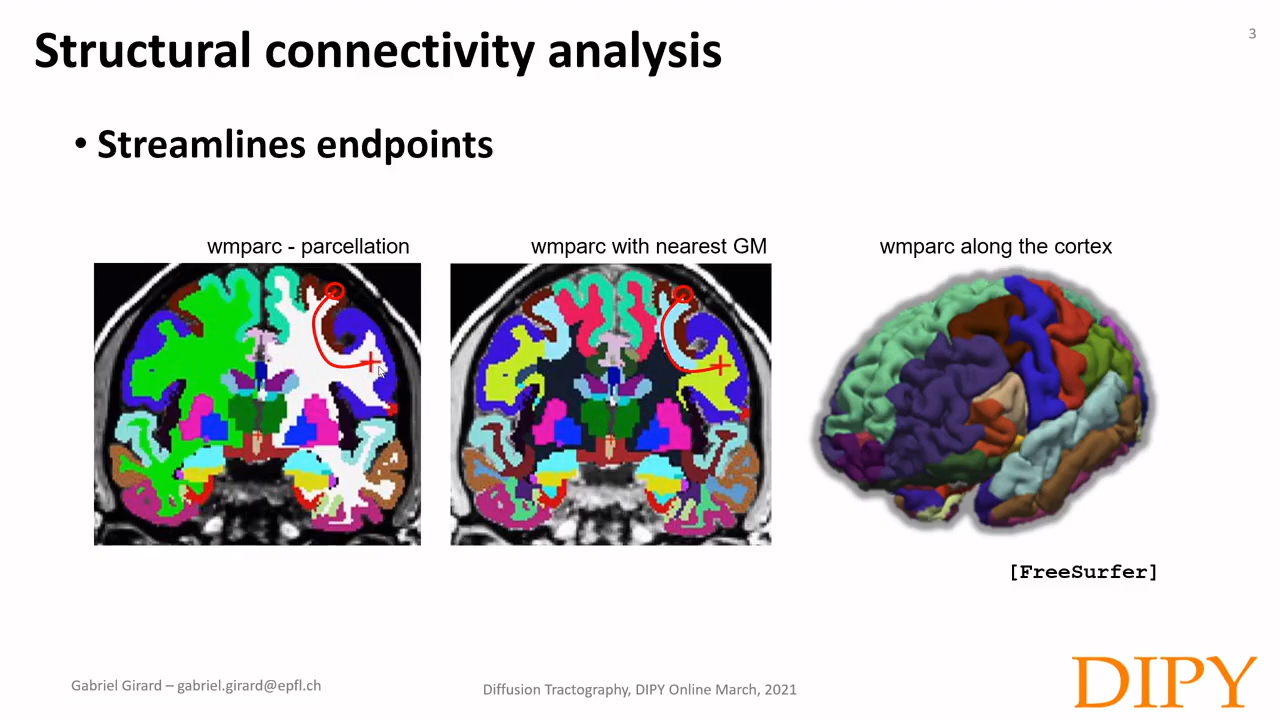 Structural connectivity analysis
3
• Streamlines endpoints
wmparc - parcellation
wmparc with nearest GM
wmparc along the cortex
[FreeSurfer]
Gabriel Girard – gabriel.girard@epfl.ch
Diffusion Tractography, DIPY Online March, 2021
DIPY